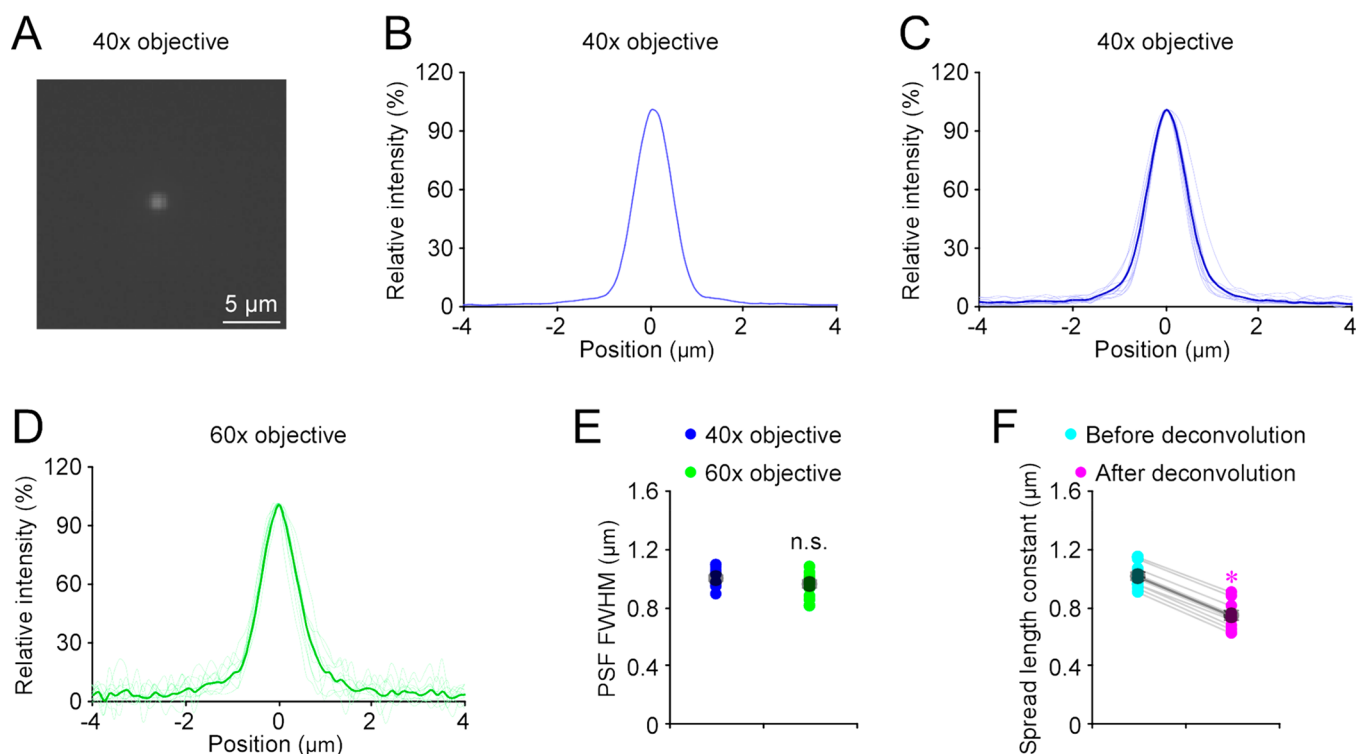 A
40x objective
5 µm
B
40x objective
Relative intensity (%)
120
90
60
30
0
-4
-2
0
2
4
Position (µm)
C
40x objective
Relative intensity (%)
120
90
60
30
0
-4
-2
0
2
4
Position (µm)
D
60x objective
Relative intensity (%)
120
90
60
30
0
-4
-2
0
2
4
Position (µm)
E
40x objective
60x objective
PSF FWHM (µm)
1.6
1.2
0.8
0.4
0
n.s.
F
Before deconvolution
After deconvolution
Spread length constant (µm)
1.6
1.2
0.8
0.4
0
*